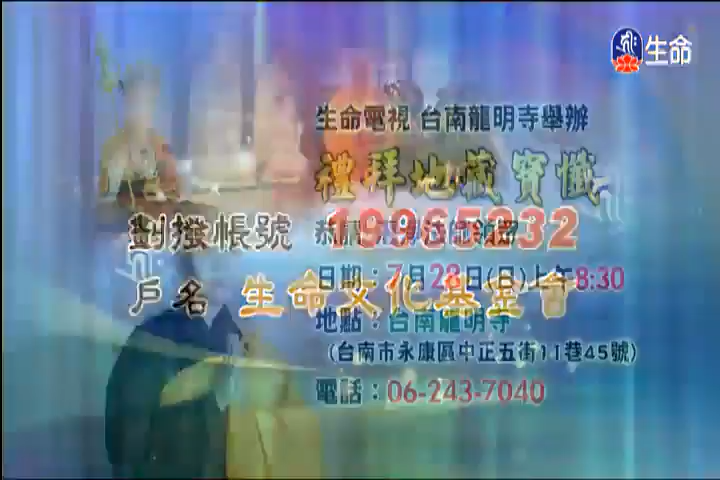 生命
生命電視 台南龍明寺舉辦
禮拜地藏寶懺
劃撥帳號 19965232
日期:7月28日(日)上午8:30
戶名 生命文化基金會
地點:台南龍明寺
(台南市永康區中正五街11巷45號)
電話:06-243-7040